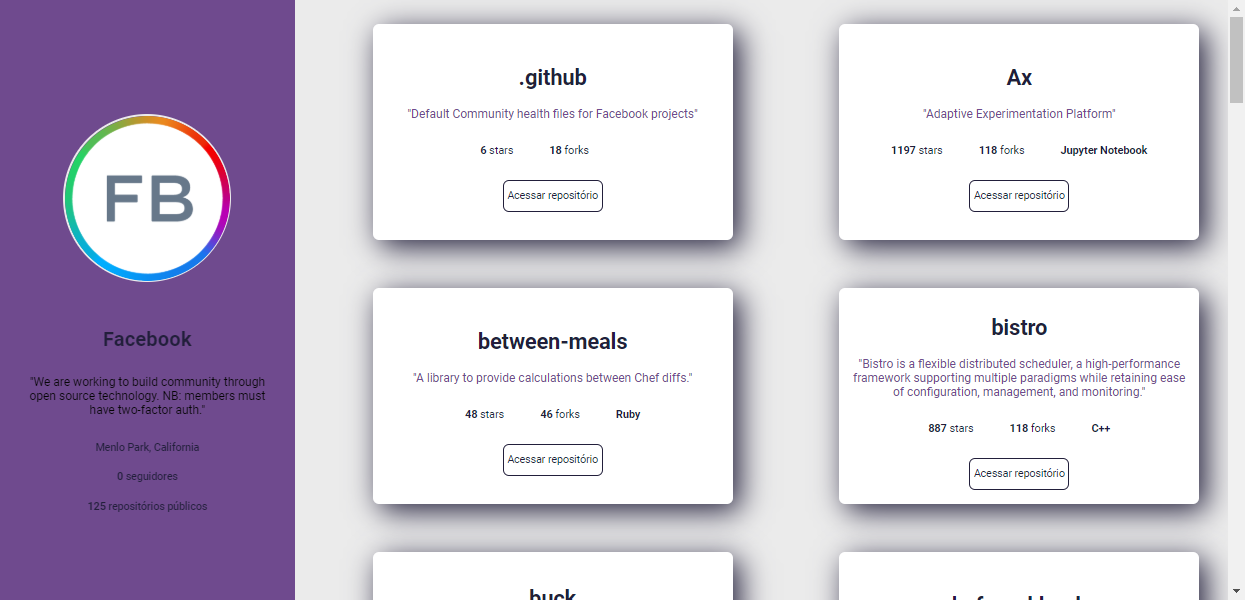 FB
Facebook
"We are working to build community through
open source technology. NB: members must
have two-factor auth."
Menlo Park, California
0 seguidores
125 repositórios públicos
.github
"Default Community health files for Facebook projects"
6 stars 18 forks
Acessar repositório
Ax
"Adaptive Experimentation Platform"
1197 stars 118 forks Jupyter Notebook
Acessar repositório
between-meals
"A library to provide calculations between Chef diffs."
48 stars 46 forks Ruby
Acessar repositório
bistro
"Bistro is a flexible distributed scheduler, a high-performance
framework supporting multiple paradigms while retaining ease
of configuration, management, and monitoring."
887 stars 118 forks C++
Acessar repositório
buck